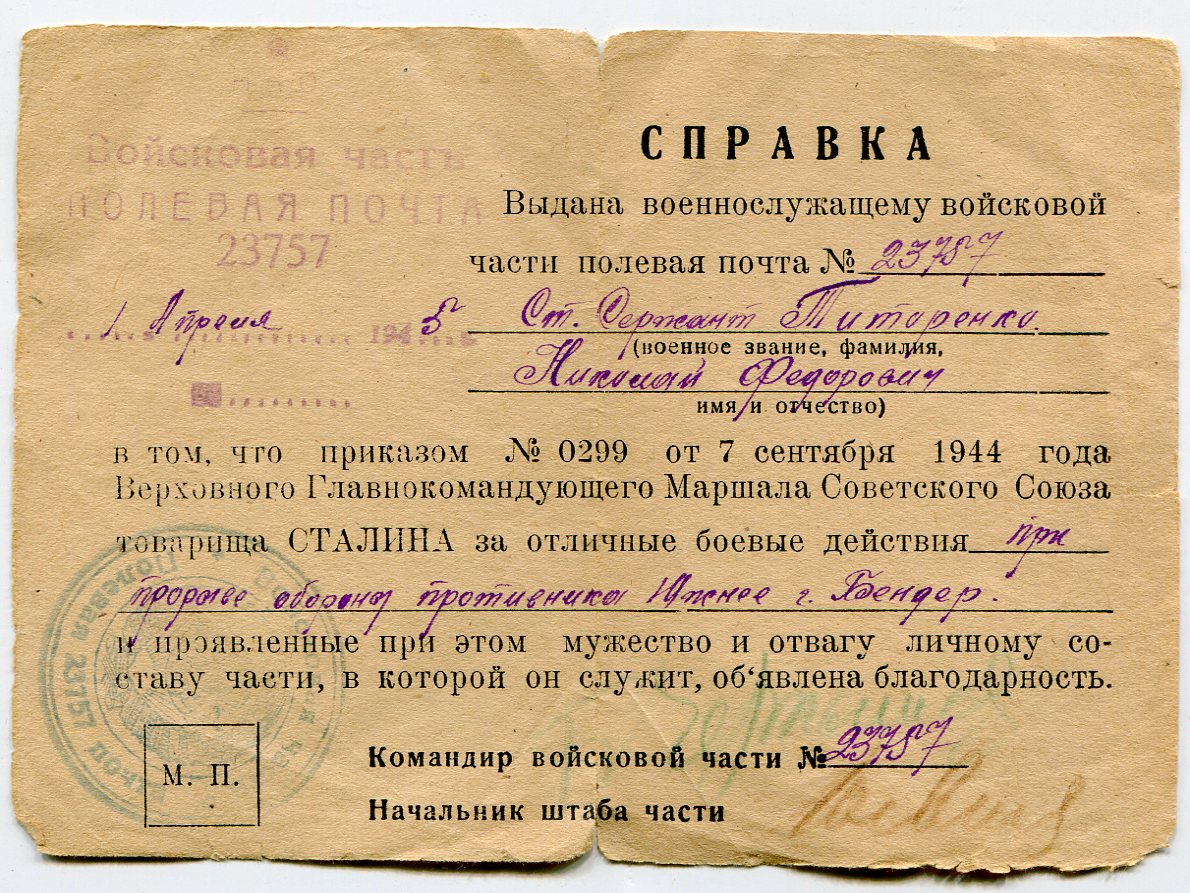 Войсковая часть
ПОЛЕВАЯ ПОЧТА
23757
1 Апреля 1945
СПРАВКА
Выдана военнослужащему войсковой
части полевая почта № 23757
Ст. Сержант Титаренко
(военное звание, фамилия,
Николай Федорович
имя и отчество)
в том, что приказом № 0299 от 7 сентября 1944 года
Верховного Главнокомандующего Маршала Советского Союза
товарища СТАЛИНА за отличные боевые действия при
прорыве обороны противника Южнее г. Бендер.
и проявленные при этом мужество и отвагу личному со-
ставу части, в которой он служит, об‘явлена благодарность.
Командир войсковой части № 23757
М. П.
Начальник штаба части
Полевая 23757